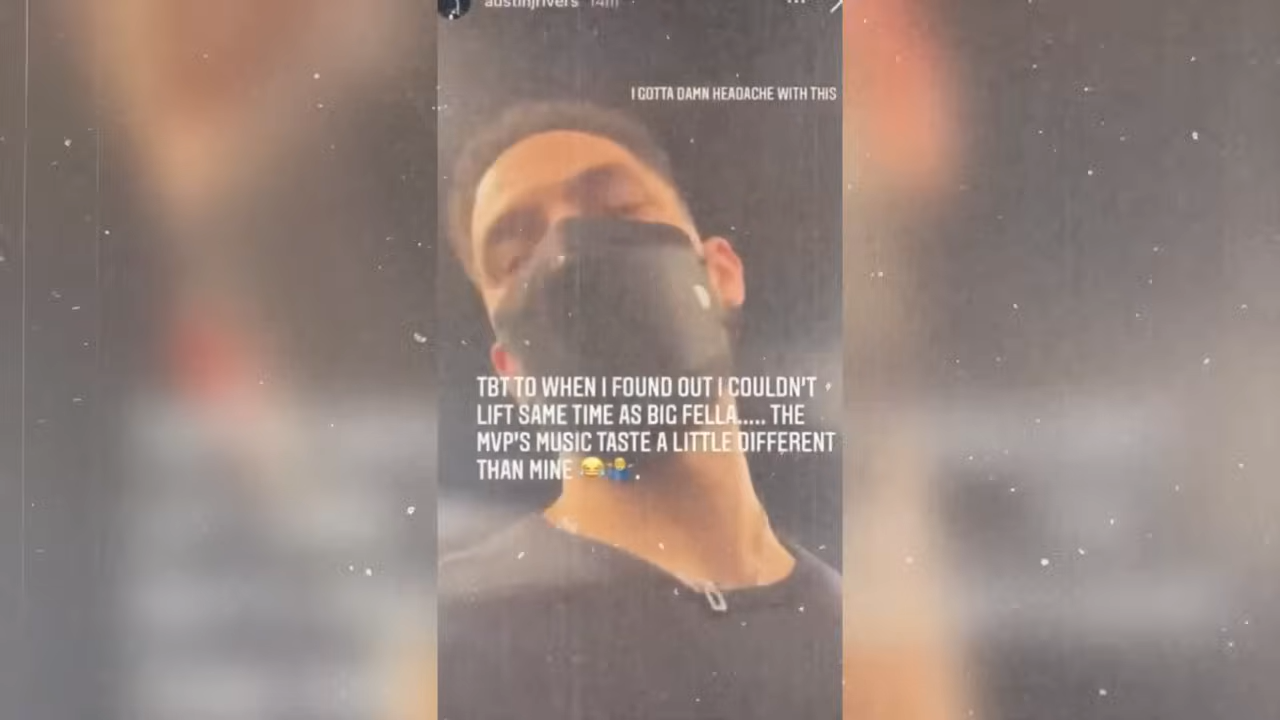 austinjrivers 14m
I GOTTA DAMN HEADACHE WITH THIS
TBT TO WHEN I FOUND OUT I COULDN'T
LIFT SAME TIME AS BIG FELLA..... THE
MVP'S MUSIC TASTE A LITTLE DIFFERENT
THAN MINE 😂🤷‍♂️.